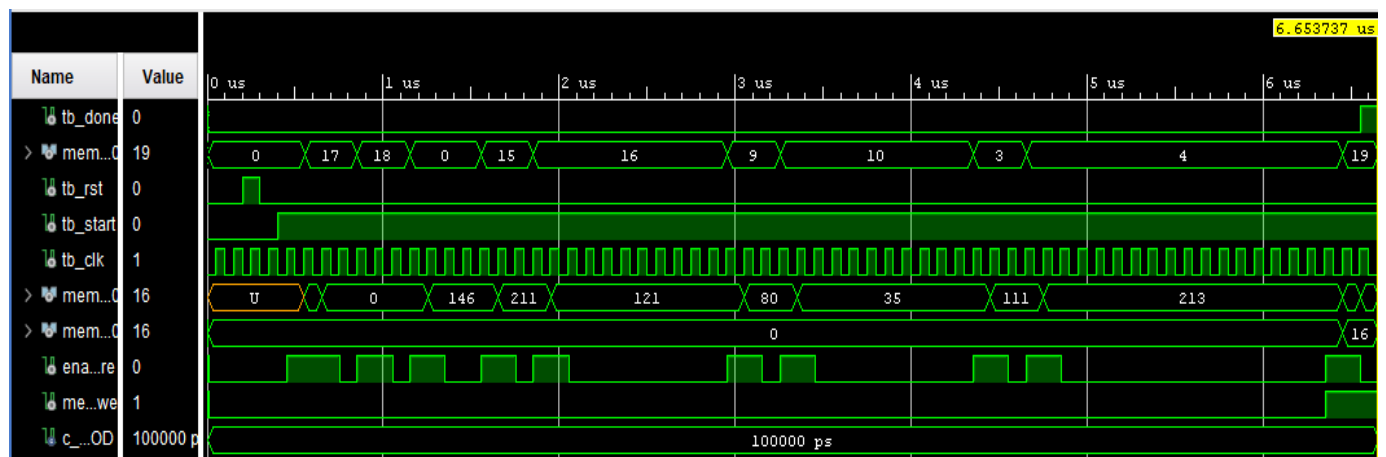 6.653737 us
Name Value
0 us 1 us 2 us 3 us 4 us 5 us 6 us
tb_done 0
mem...0 19 0 17 18 0 15 16 9 10 3 4 19
tb_rst 0
tb_start 0
tb_clk 1
mem...0 16 U 0 146 211 121 80 35 111 213
mem...0 16 0 16
ena...re 0
me...we 1
c_...OD 100000 p 100000 ps